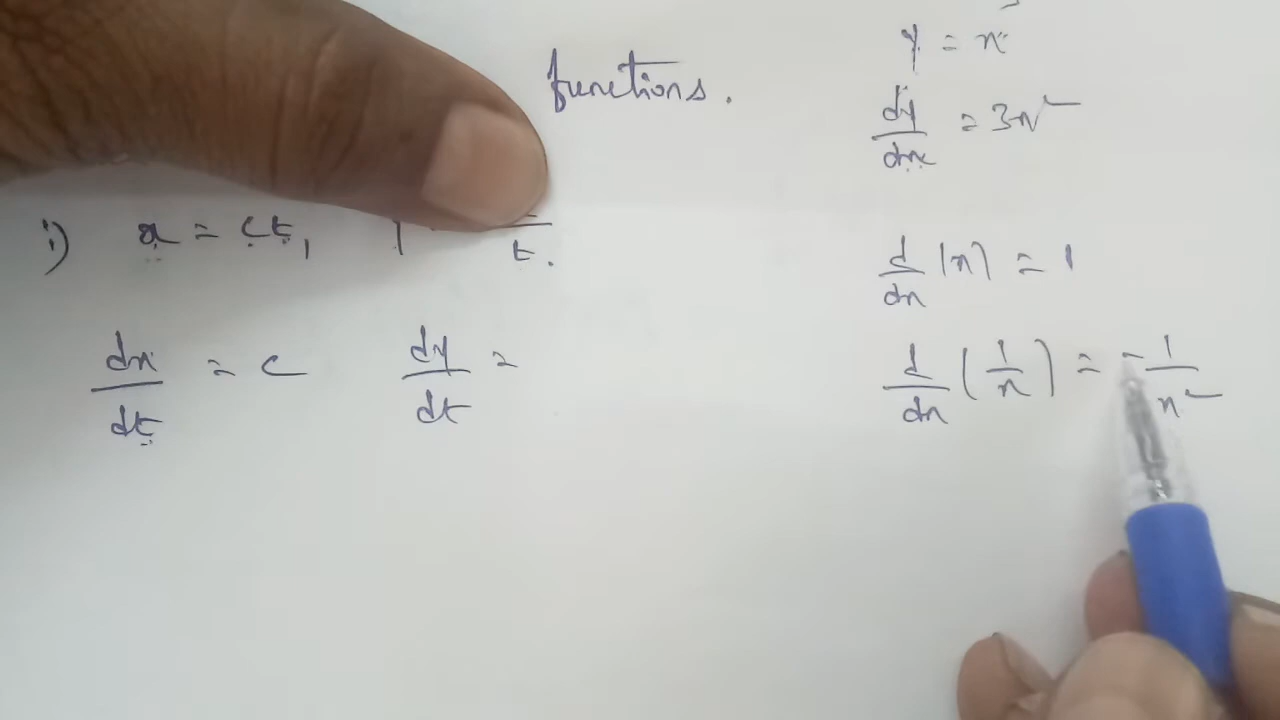 functions.
y = x³
dy/dx = 3x²
i) x = ct, t.
d/dx (x) = 1
dx/dt = c dy/dt =
d/dx (1/x) = -1/x²